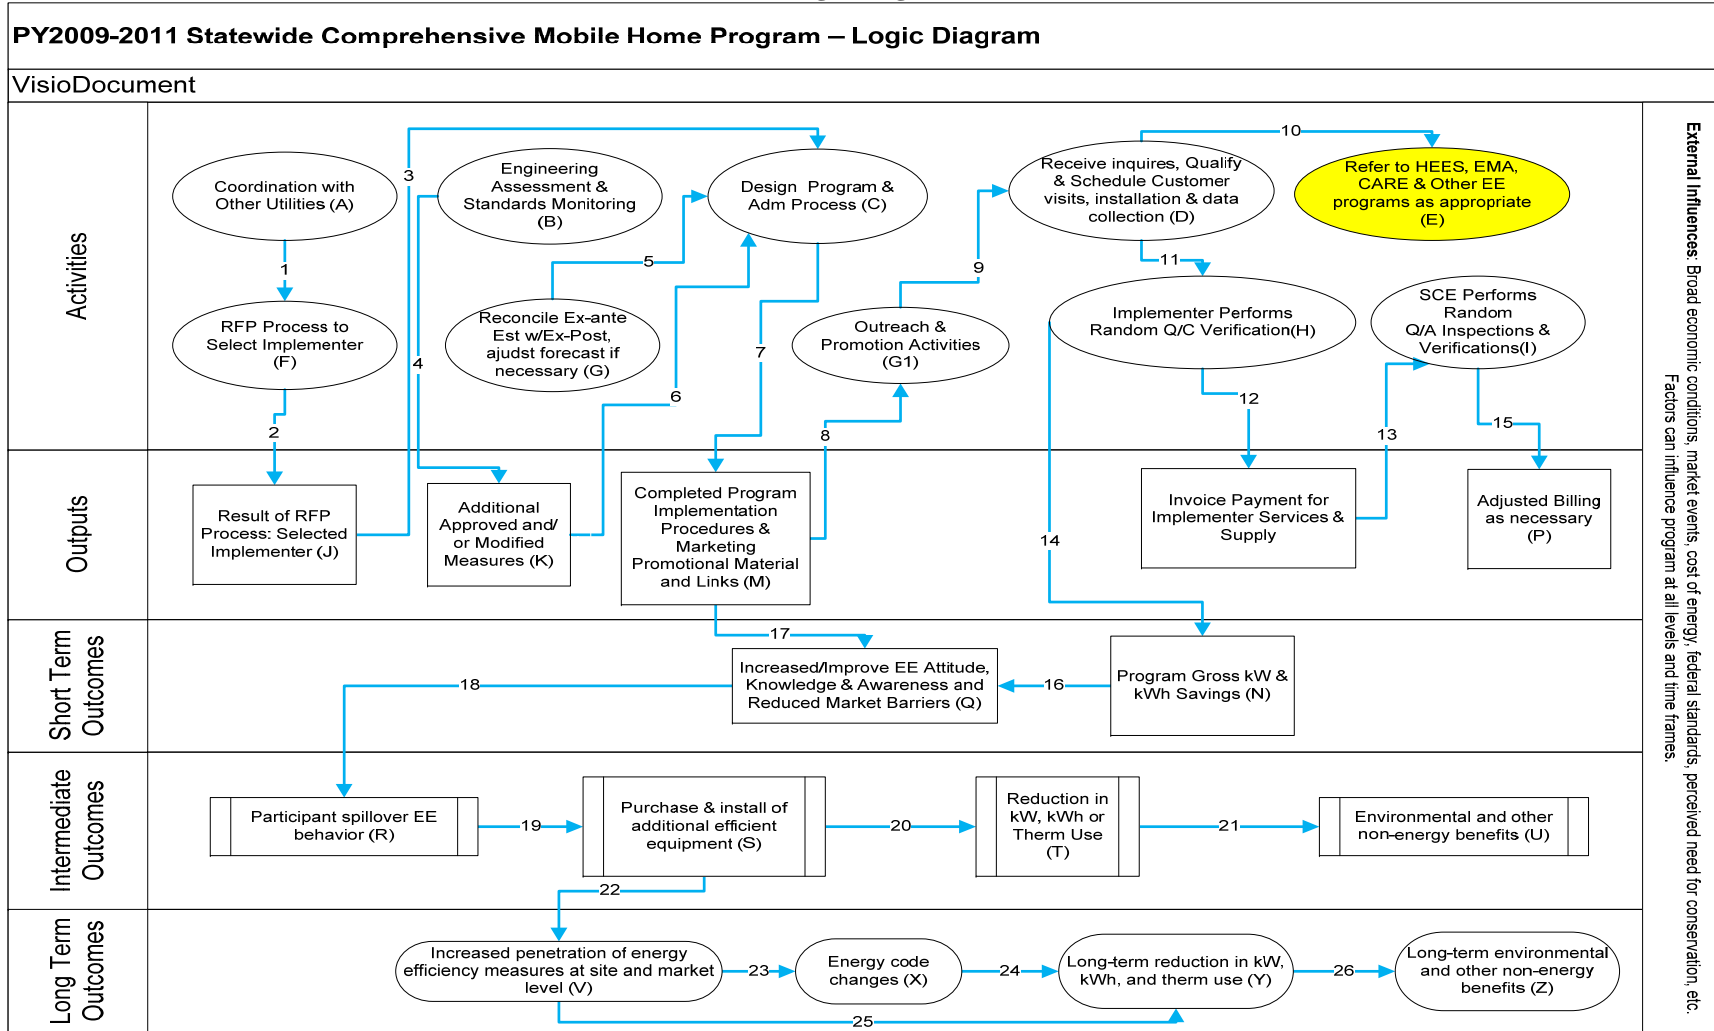 PY2009-2011 Statewide Comprehensive Mobile Home Program – Logic Diagram
VisioDocument
Activities
Coordination with
Other Utilities (A)
Engineering
Assessment &
Standards Monitoring
(B)
Design Program &
Adm Process (C)
Receive inquires, Qualify
& Schedule Customer
visits, installation & data
collection (D)
Refer to HEES, EMA,
CARE & Other EE
programs as appropriate
(E)
RFP Process to
Select Implementer
(F)
Reconcile Ex-ante
Est w/Ex-Post,
ajudst forecast if
necessary (G)
Outreach &
Promotion Activities
(G1)
Implementer Performs
Random Q/C Verification(H)
SCE Performs
Random
Q/A Inspections &
Verifications(I)
1
2
3
4
5
6
7
8
9
10
11
12
13
14
15
Outputs
Result of RFP
Process: Selected
Implementer (J)
Additional
Approved and/
or Modified
Measures (K)
Completed Program
Implementation
Procedures &
Marketing
Promotional Material
and Links (M)
Invoice Payment for
Implementer Services &
Supply
Adjusted Billing
as necessary
(P)
Short Term
Outcomes
17
Increased/Improve EE Attitude,
Knowledge & Awareness and
Reduced Market Barriers (Q)
16
Program Gross kW &
kWh Savings (N)
18
Intermediate
Outcomes
Participant spillover EE
behavior (R)
19
Purchase & install of
additional efficient
equipment (S)
20
Reduction in
kW, kWh or
Therm Use
(T)
21
Environmental and other
non-energy benefits (U)
22
Long Term
Outcomes
Increased penetration of energy
efficiency measures at site and market
level (V)
23
Energy code
changes (X)
24
Long-term reduction in kW,
kWh, and therm use (Y)
26
Long-term environmental
and other non-energy
benefits (Z)
25
External Influences: Broad economic conditions, market events, cost of energy, federal standards, perceived need for conservation, etc.
Factors can influence program at all levels and time frames.